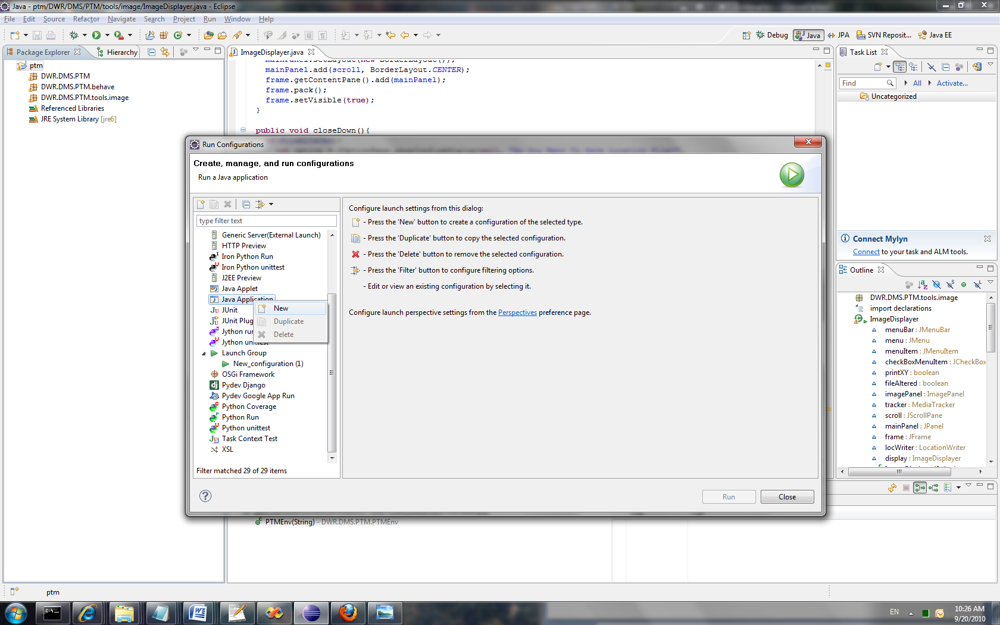 Java - ptm/DWR/DMS/PTM/tools/image/ImageDisplayer.java - Eclipse
File Edit Source Refactor Navigate Search Project Run Window Help
Debug Java JPA SVN Reposit... Java EE
Package Explorer Hierarchy
ptm
DWR.DMS.PTM
DWR.DMS.PTM.behave
DWR.DMS.PTM.tools.image
Referenced Libraries
JRE System Library [jre6]
ImageDisplayer.java
mainPanel.setLayout(new BorderLayout());
mainPanel.add(scroll, BorderLayout.CENTER);
frame.getContentPane().add(mainPanel);
frame.pack();
frame.setVisible(true);
}
public void closeDown(){
Run Configurations
Create, manage, and run configurations
Run a Java application
type filter text
Generic Server(External Launch)
HTTP Preview
Iron Python Run
Iron Python unittest
J2EE Preview
Java Applet
Java Application
JUnit
JUnit Plug
Jython run
Jython unittest
Launch Group
New_configuration (1)
OSGi Framework
Pydev Django
Pydev Google App Run
Python Coverage
Python Run
Python unittest
Task Context Test
XSL
Filter matched 29 of 29 items
New
Duplicate
Delete
Configure launch settings from this dialog:
- Press the 'New' button to create a configuration of the selected type.
- Press the 'Duplicate' button to copy the selected configuration.
- Press the 'Delete' button to remove the selected configuration.
- Press the 'Filter' button to configure filtering options.
- Edit or view an existing configuration by selecting it.
Configure launch perspective settings from the Perspectives preference page.
Run Close
PTMEnv(String) - DWR.DMS.PTM.PTMEnv
Task List
Find All Activate...
Uncategorized
Connect Mylyn
Connect to your task and ALM tools.
Outline
DWR.DMS.PTM.tools.image
import declarations
ImageDisplayer
menuBar : JMenuBar
menu : JMenu
menuItem : JMenuItem
checkBoxMenuItem : JCheckBox
printXY : boolean
fileAltered : boolean
imagePanel : ImagePanel
tracker : MediaTracker
scroll : JScrollPane
mainPanel : JPanel
frame : JFrame
locWriter : LocationWriter
display : ImageDisplayer
ptm
EN
10:26 AM
9/20/2010